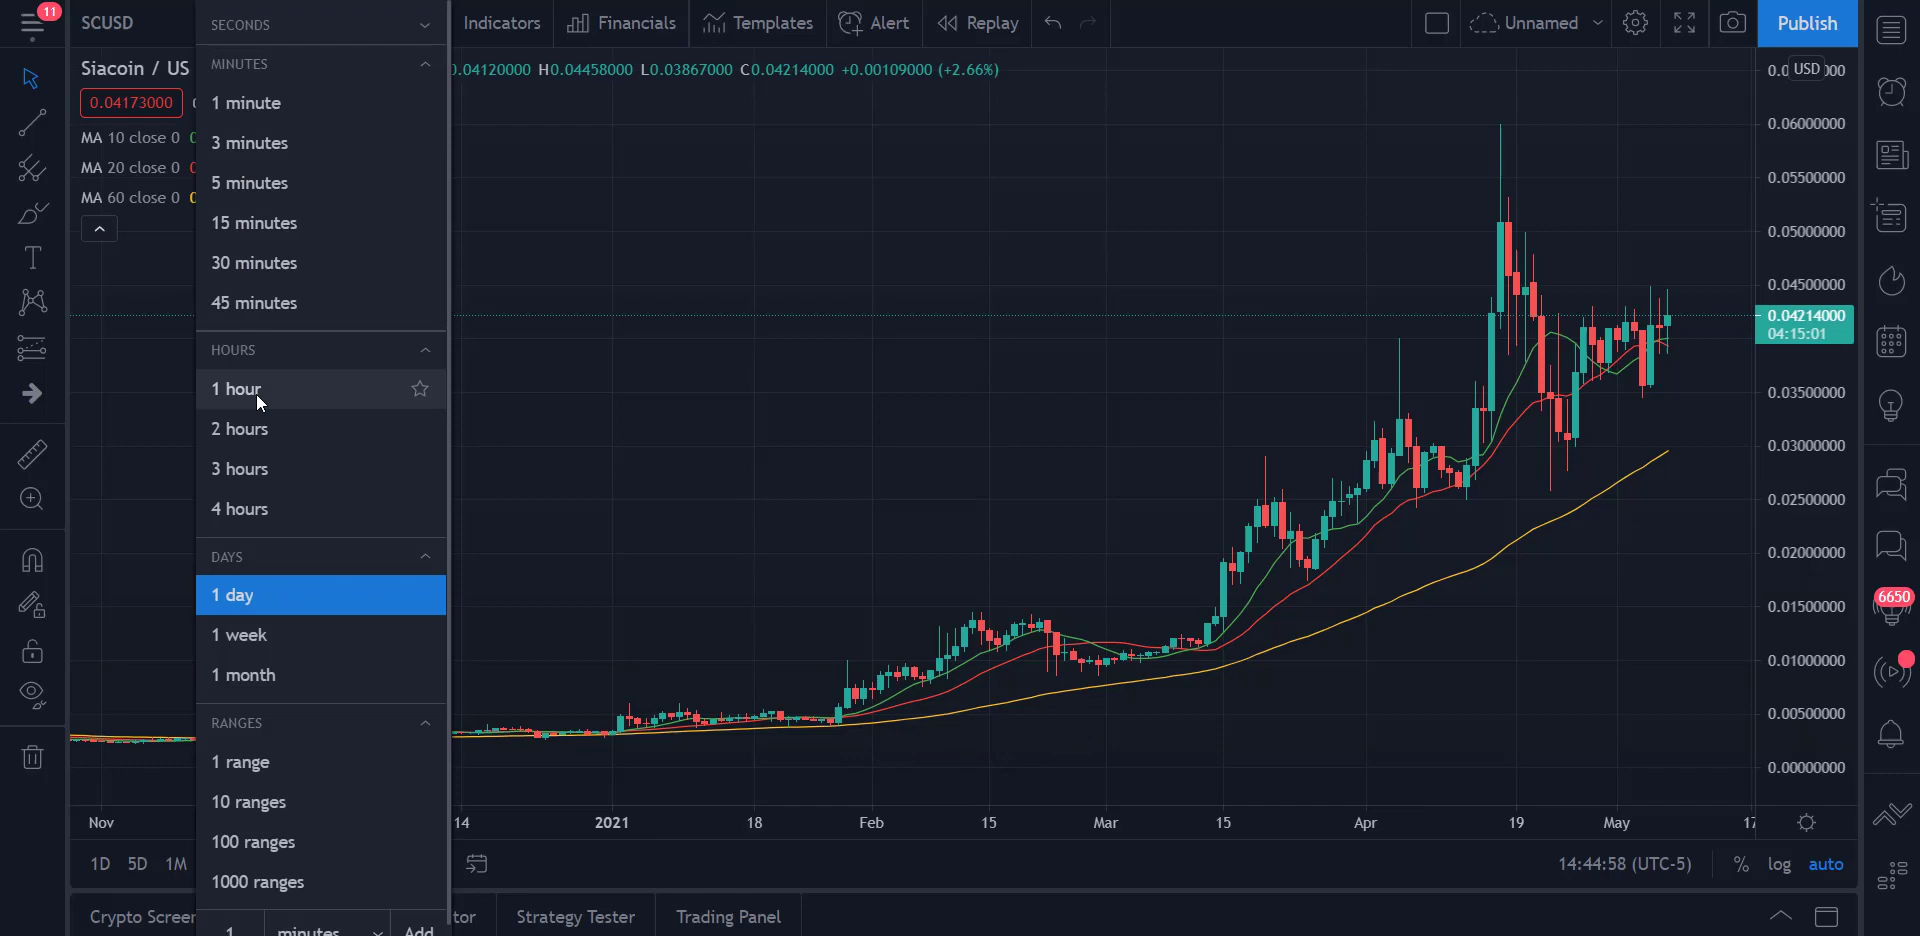 11
SCUSD
Indicators
Financials
Templates
Alert
Replay
Unnamed
Publish
Siacoin / US
0.04120000 H0.04458000 L0.03867000 C0.04214000 +0.00109000 (+2.66%)
0.04173000
MA 10 close 0
MA 20 close 0
MA 60 close 0
SECONDS
MINUTES
1 minute
3 minutes
5 minutes
15 minutes
30 minutes
45 minutes
HOURS
1 hour
2 hours
3 hours
4 hours
DAYS
1 day
1 week
1 month
RANGES
1 range
10 ranges
100 ranges
1000 ranges
1 minutes Add
USD
0.06000000
0.05500000
0.05000000
0.04500000
0.04214000
04:15:01
0.03500000
0.03000000
0.02500000
0.02000000
0.01500000
0.01000000
0.00500000
0.00000000
6650
Nov 14 2021 18 Feb 15 Mar 15 Apr 19 May 17
1D 5D 1M
14:44:58 (UTC-5) % log auto
Crypto Screen
tor
Strategy Tester
Trading Panel